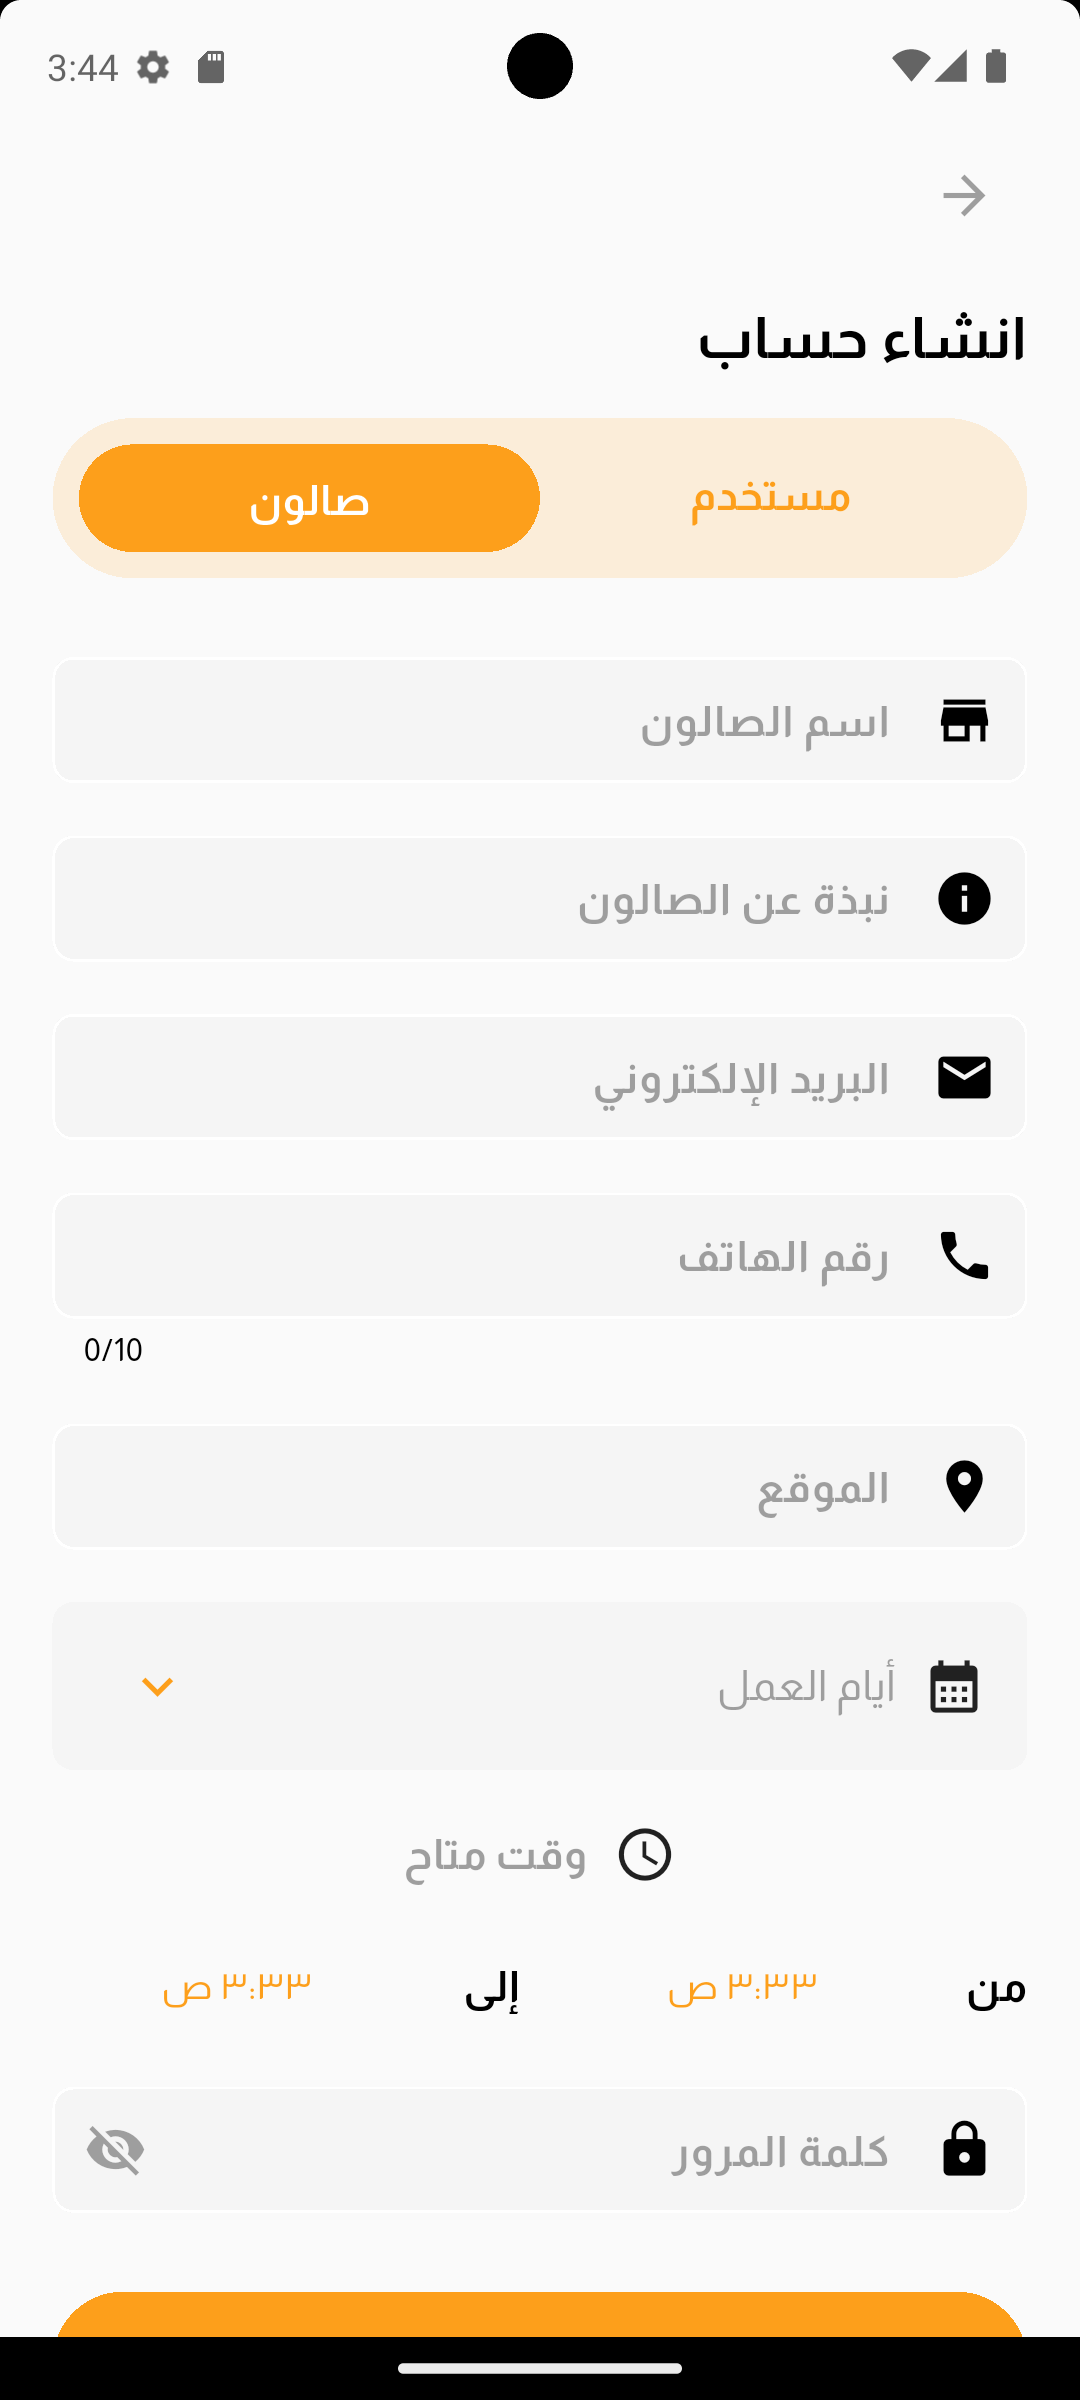 3:44
انشاء حساب
مستخدم صالون
اسم الصالون
نبذة عن الصالون
البريد الإلكتروني
رقم الهاتف
0/10
الموقع
أيام العمل
وقت متاح
من ٣:٣٣ ص إلى ٣:٣٣ ص
كلمة المرور